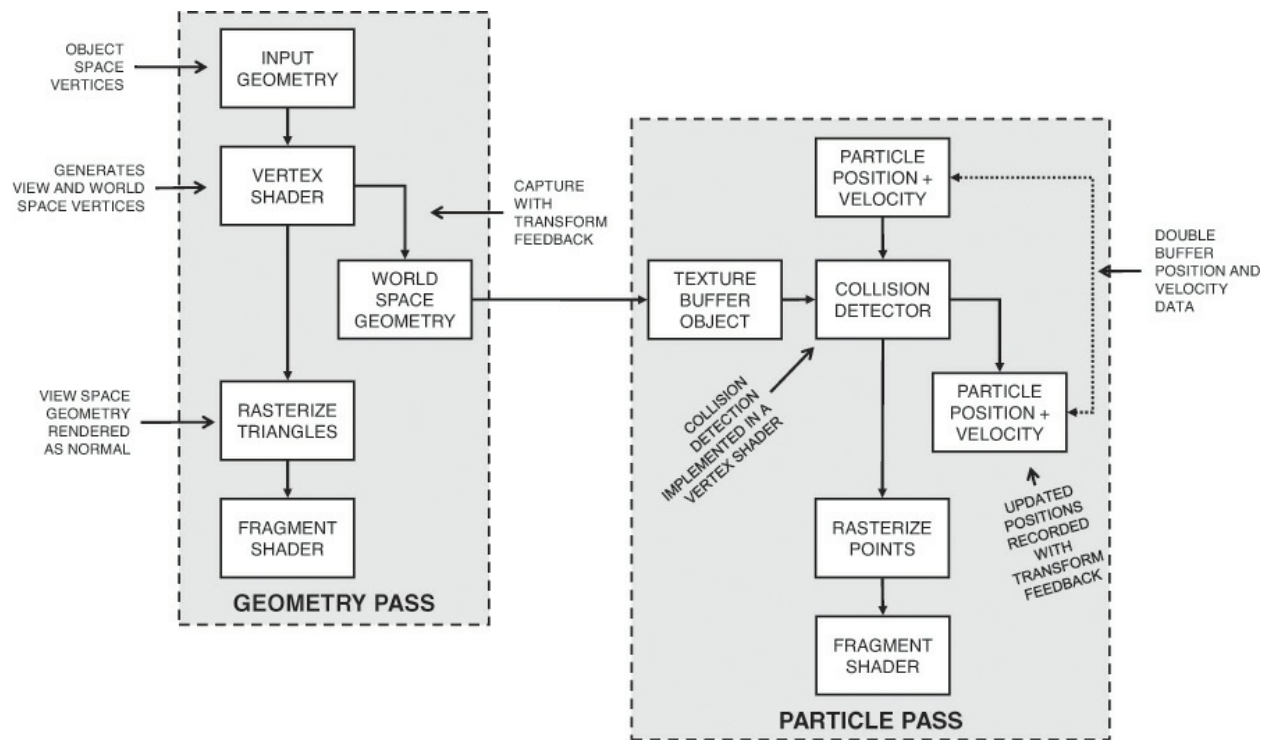 OBJECT
SPACE
VERTICES
INPUT
GEOMETRY
GENERATES
VIEW AND WORLD
SPACE VERTICES
VERTEX
SHADER
CAPTURE
WITH
TRANSFORM
FEEDBACK
WORLD
SPACE
GEOMETRY
VIEW SPACE
GEOMETRY
RENDERED
AS NORMAL
RASTERIZE
TRIANGLES
FRAGMENT
SHADER
GEOMETRY PASS
PARTICLE
POSITION +
VELOCITY
DOUBLE
BUFFER
POSITION AND
VELOCITY
DATA
TEXTURE
BUFFER
OBJECT
COLLISION
DETECTOR
COLLISION
DETECTION
IMPLEMENTED IN A
VERTEX SHADER
PARTICLE
POSITION +
VELOCITY
UPDATED
POSITIONS
RECORDED
WITH
TRANSFORM
FEEDBACK
RASTERIZE
POINTS
FRAGMENT
SHADER
PARTICLE PASS